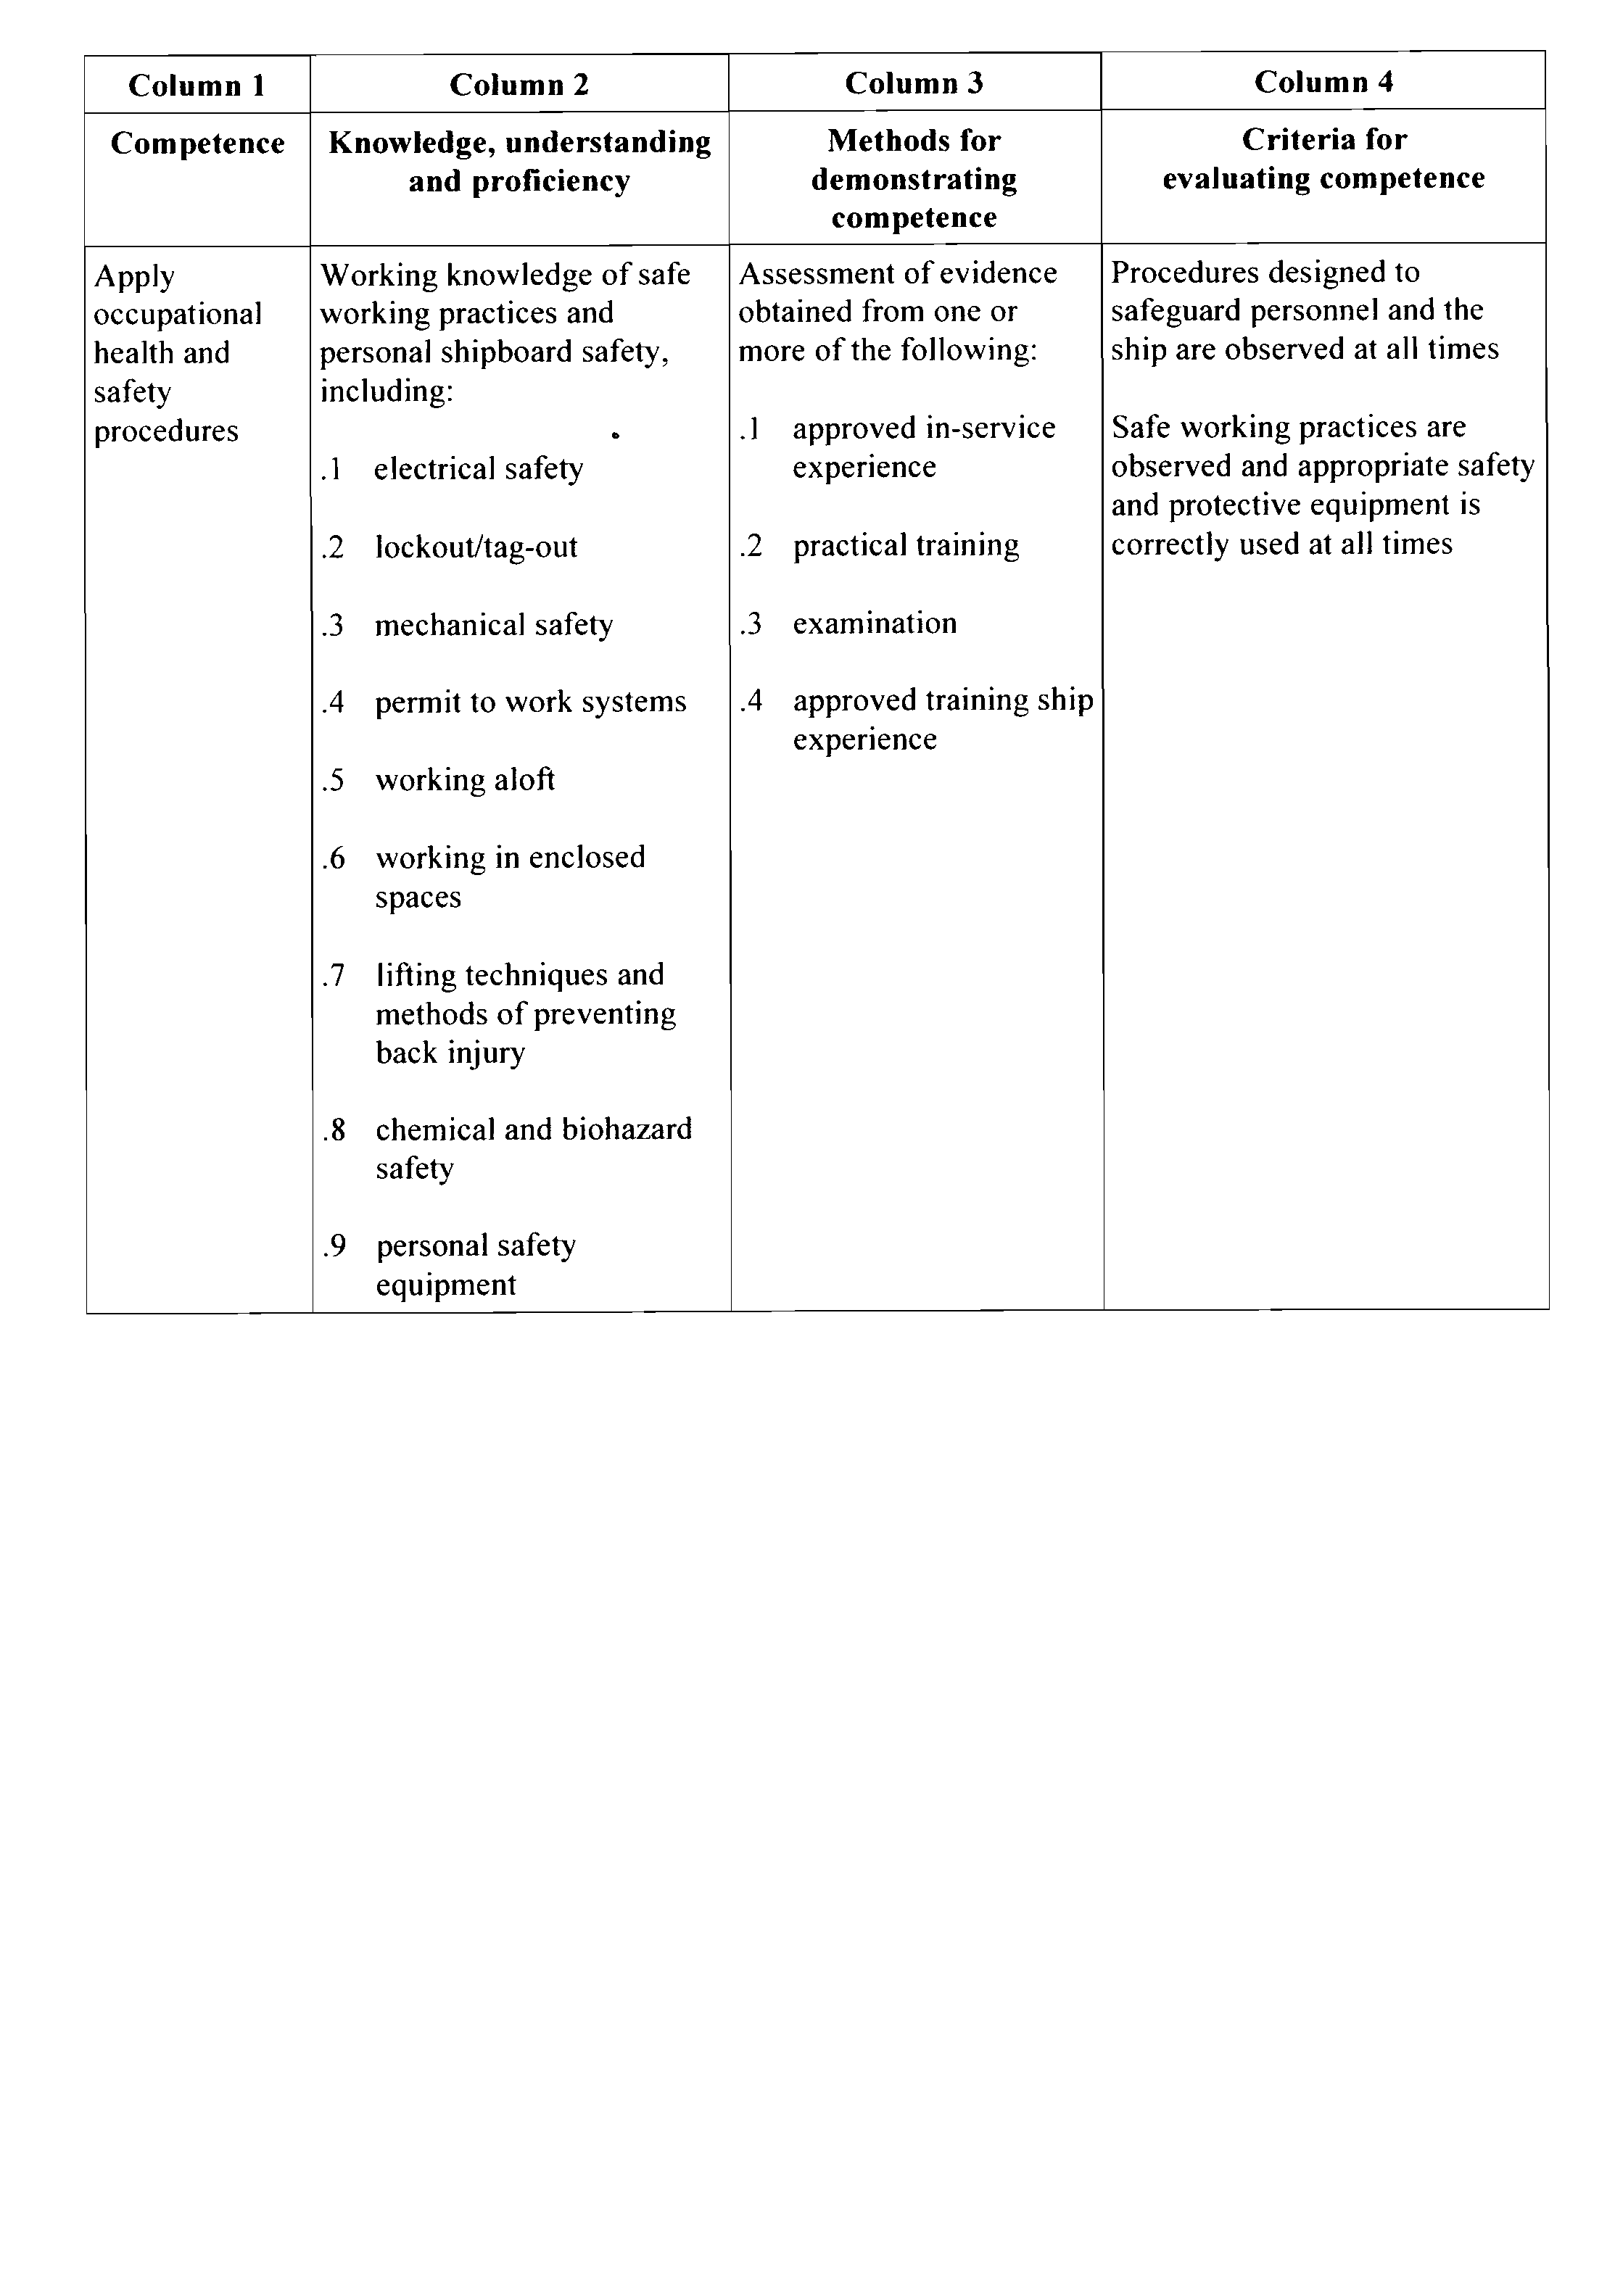 Column 1
Column 2
Column 3
Column 4
Competence
Knowledge, understanding
and proficiency
Methods for
demonstrating
competence
Criteria for
evaluating competence
Apply
occupational
health and
safety
procedures
Working knowledge of safe
working practices and
personal shipboard safety,
including:
.1 electrical safety
.2 lockout/tag-out
.3 mechanical safety
.4 permit to work systems
.5 working aloft
.6 working in enclosed
spaces
.7 lifting techniques and
methods of preventing
back injury
.8 chemical and biohazard
safety
.9 personal safety
equipment
Assessment of evidence
obtained from one or
more of the following:
.1 approved in-service
experience
.2 practical training
.3 examination
.4 approved training ship
experience
Procedures designed to
safeguard personnel and the
ship are observed at all times
Safe working practices are
observed and appropriate safety
and protective equipment is
correctly used at all times